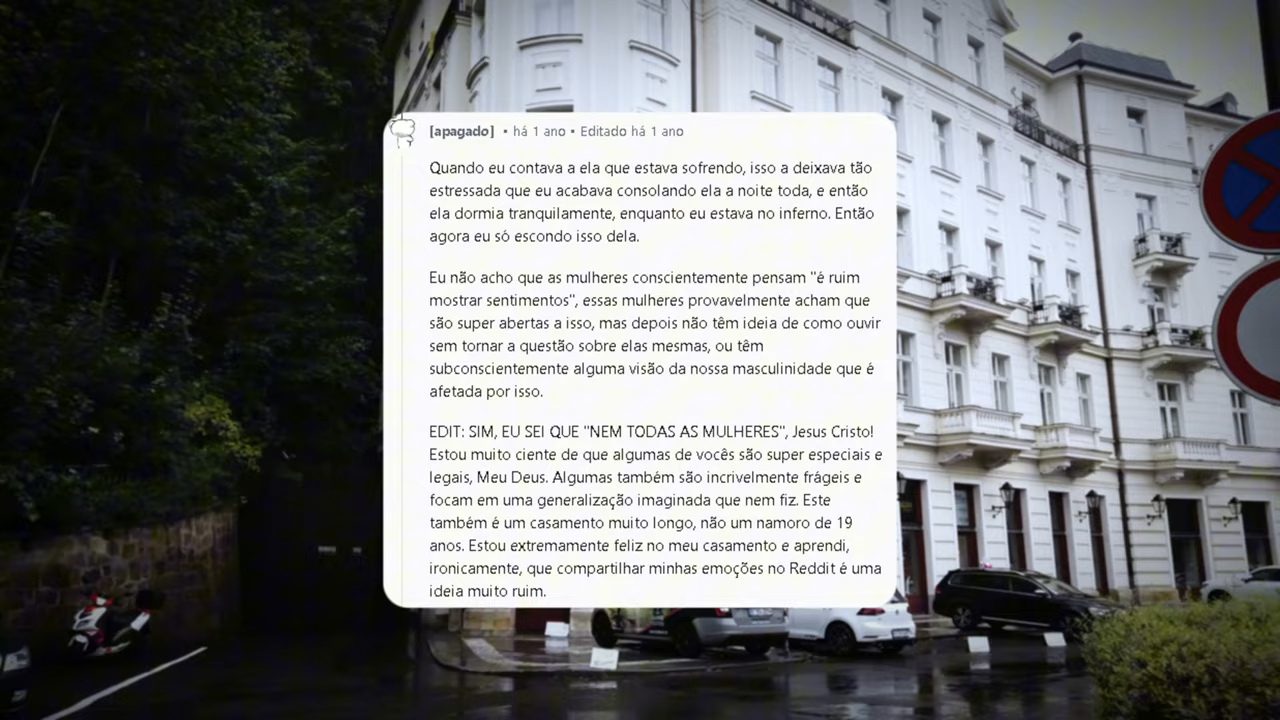 [apagado] • há 1 ano • Editado há 1 ano
Quando eu contava a ela que estava sofrendo, isso a deixava tão
estressada que eu acabava consolando ela a noite toda, e então
ela dormia tranquilamente, enquanto eu estava no inferno. Então
agora eu só escondo isso dela.
Eu não acho que as mulheres conscientemente pensam "é ruim
mostrar sentimentos", essas mulheres provavelmente acham que
são super abertas a isso, mas depois não têm ideia de como ouvir
sem tornar a questão sobre elas mesmas, ou têm
subconscientemente alguma visão da nossa masculinidade que é
afetada por isso.
EDIT: SIM, EU SEI QUE "NEM TODAS AS MULHERES", Jesus Cristo!
Estou muito ciente de que algumas de vocês são super especiais e
legais, Meu Deus. Algumas também são incrivelmente frágeis e
focam em uma generalização imaginada que nem fiz. Este
também é um casamento muito longo, não um namoro de 19
anos. Estou extremamente feliz no meu casamento e aprendi,
ironicamente, que compartilhar minhas emoções no Reddit é uma
ideia muito ruim.